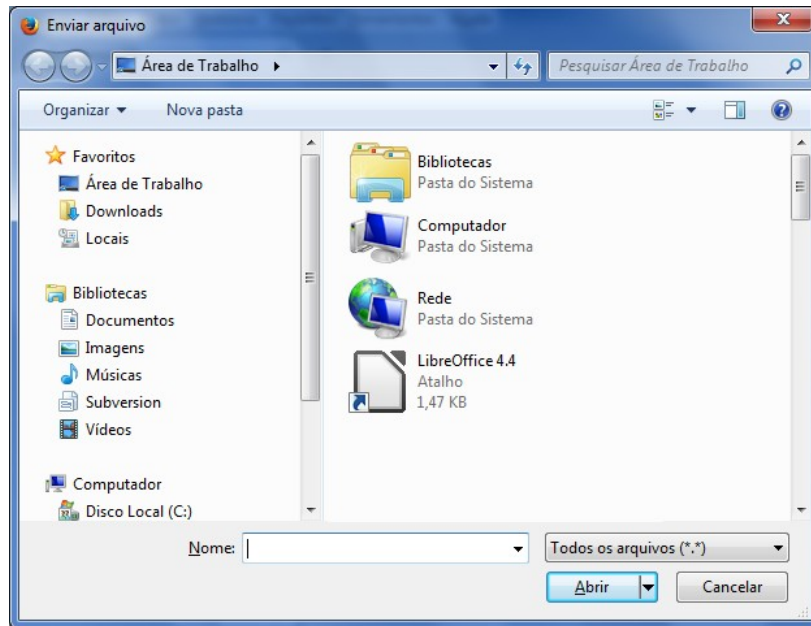 Enviar arquivo
Área de Trabalho
Pesquisar Área de Trabalho
Organizar
Nova pasta
Favoritos
Área de Trabalho
Downloads
Locais
Bibliotecas
Documentos
Imagens
Músicas
Subversion
Vídeos
Computador
Disco Local (C:)
Bibliotecas
Pasta do Sistema
Computador
Pasta do Sistema
Rede
Pasta do Sistema
LibreOffice 4.4
Atalho
1,47 KB
Nome:
Todos os arquivos (*.*)
Abrir
Cancelar